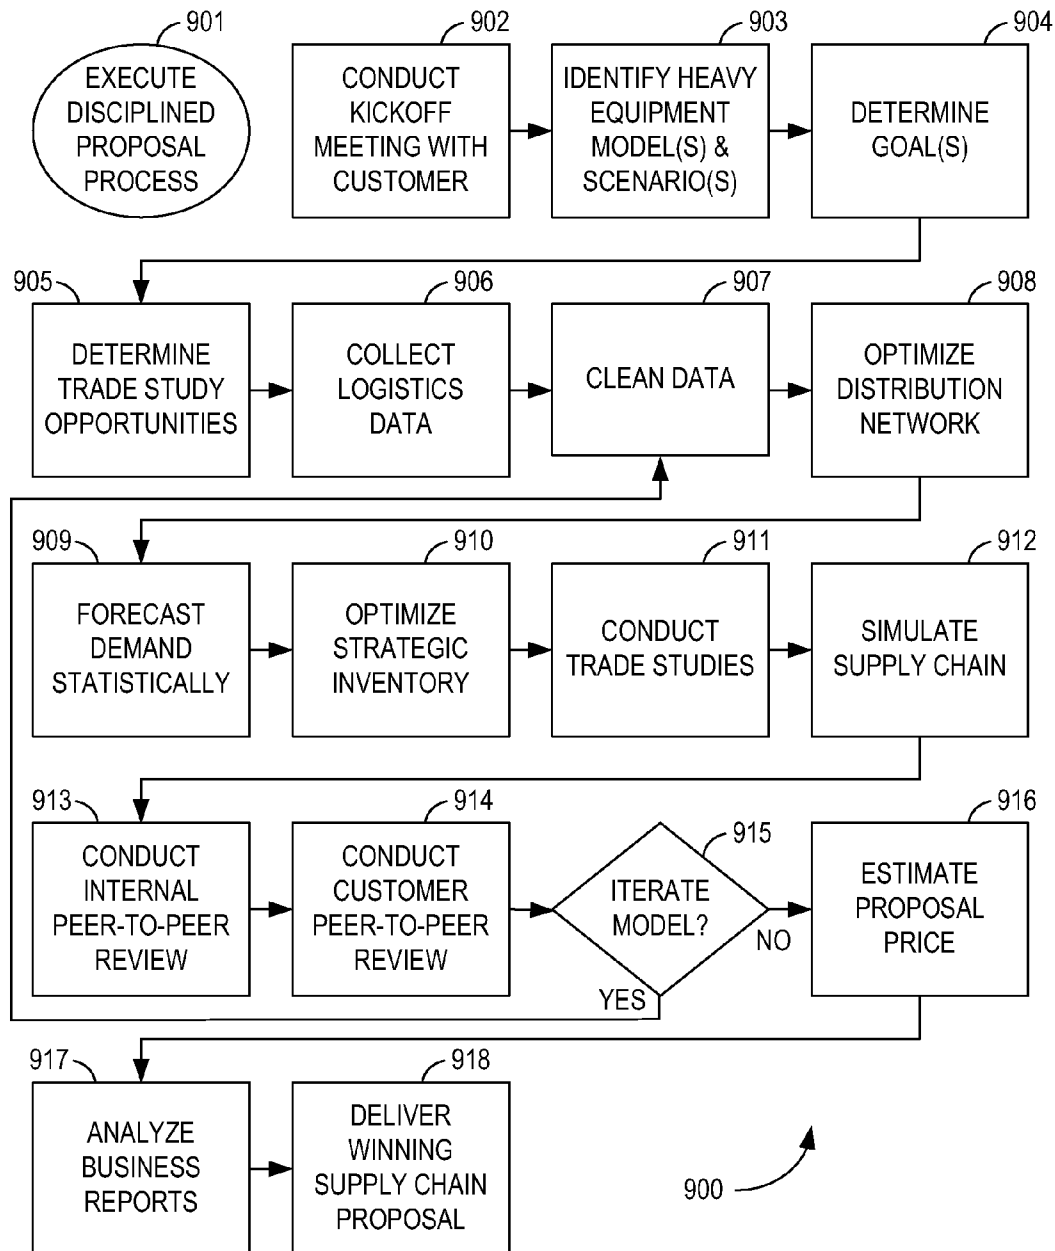 901
EXECUTE
DISCIPLINED
PROPOSAL
PROCESS
902
CONDUCT
KICKOFF
MEETING WITH
CUSTOMER
903
IDENTIFY HEAVY
EQUIPMENT
MODEL(S) &
SCENARIO(S)
904
DETERMINE
GOAL(S)
905
DETERMINE
TRADE STUDY
OPPORTUNITIES
906
COLLECT
LOGISTICS
DATA
907
CLEAN DATA
908
OPTIMIZE
DISTRIBUTION
NETWORK
909
FORECAST
DEMAND
STATISTICALLY
910
OPTIMIZE
STRATEGIC
INVENTORY
911
CONDUCT
TRADE STUDIES
912
SIMULATE
SUPPLY CHAIN
913
CONDUCT
INTERNAL
PEER-TO-PEER
REVIEW
914
CONDUCT
CUSTOMER
PEER-TO-PEER
REVIEW
915
ITERATE
MODEL?
NO
YES
916
ESTIMATE
PROPOSAL
PRICE
917
ANALYZE
BUSINESS
REPORTS
918
DELIVER
WINNING
SUPPLY CHAIN
PROPOSAL
900